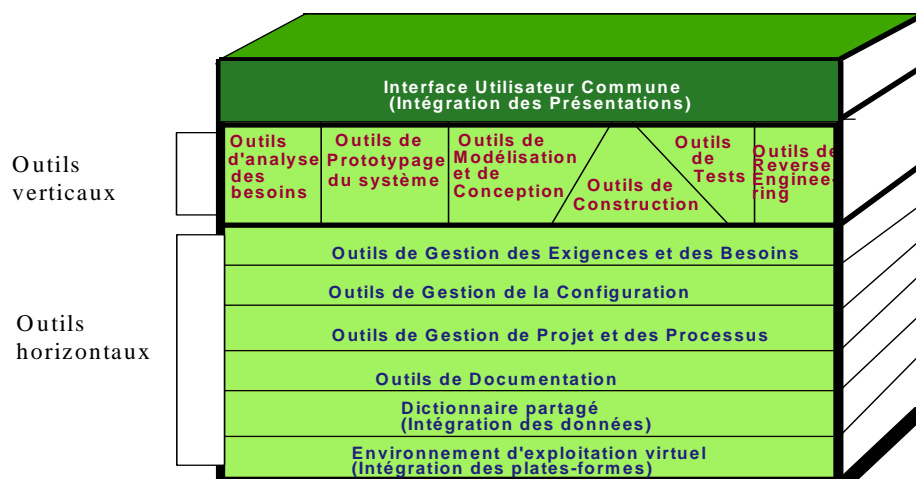 Interface Utilisateur Commune
(Intégration des Présentations)
Outils
verticaux
Outils
d'analyse
des
besoins
Outils de
Prototypage
du système
Outils de
Modélisation
et de
Conception
Outils de
Construction
Outils
de
Tests
Outils de
Reverse
Enginee-
ring
Outils
horizontaux
Outils de Gestion des Exigences et des Besoins
Outils de Gestion de la Configuration
Outils de Gestion de Projet et des Processus
Outils de Documentation
Dictionnaire partagé
(Intégration des données)
Environnement d'exploitation virtuel
(Intégration des plates-formes)